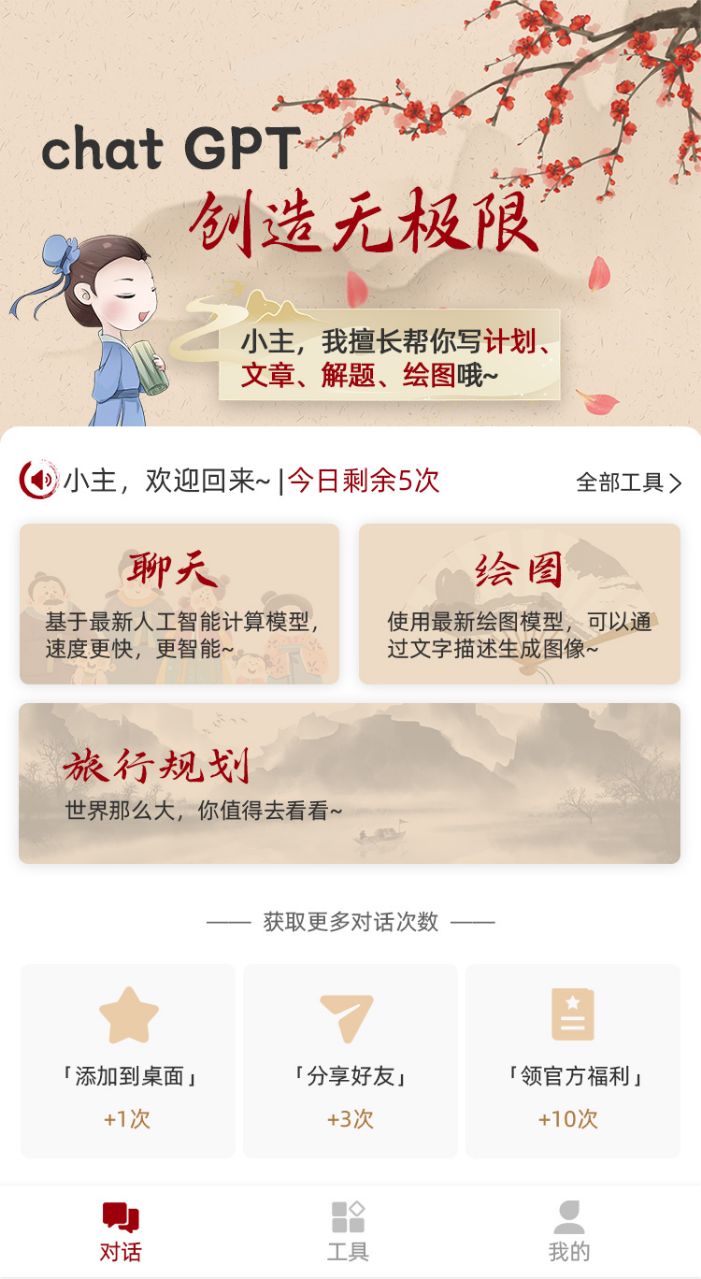 chat GPT
创造无极限
小主，我擅长帮你写计划、
文章、解题、绘图哦~
小主，欢迎回来~|今日剩余5次
全部工具
聊天
基于最新人工智能计算模型，
速度更快，更智能~
绘图
使用最新绘图模型，可以通
过文字描述生成图像~
旅行规划
世界那么大，你值得去看看~
获取更多对话次数
「添加到桌面」
+1次
「分享好友」
+3次
「领官方福利」
+10次
对话
工具
我的